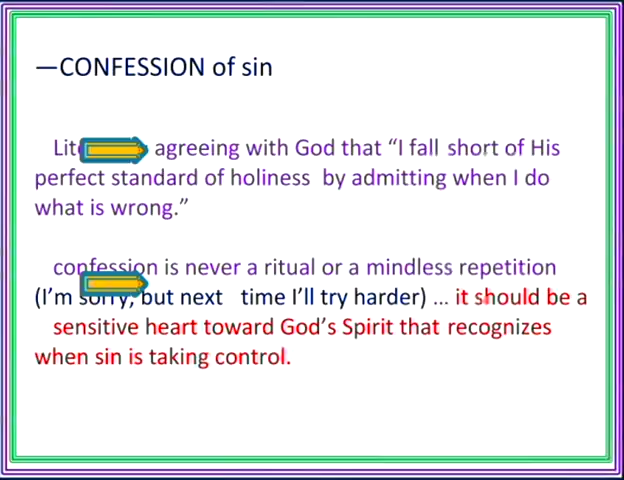 —CONFESSION of sin
agreeing with God that “I fall short of His
perfect standard of holiness by admitting when I do
what is wrong.”
confession is never a ritual or a mindless repetition
(I’m sorry, but next time I’ll try harder) ... it should be a
sensitive heart toward God’s Spirit that recognizes
when sin is taking control.